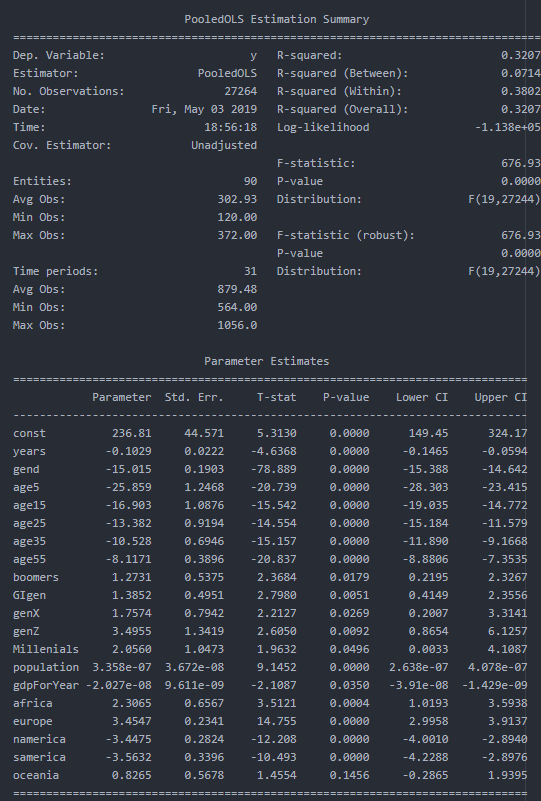 PooledOLS Estimation Summary
================================================================================
Dep. Variable: y R-squared: 0.3207
Estimator: PooledOLS R-squared (Between): 0.0714
No. Observations: 27264 R-squared (Within): 0.3802
Date: Fri, May 03 2019 R-squared (Overall): 0.3207
Time: 18:56:18 Log-likelihood -1.138e+05
Cov. Estimator: Unadjusted
F-statistic: 676.93
Entities: 90 P-value 0.0000
Avg Obs: 302.93 Distribution: F(19,27244)
Min Obs: 120.00
Max Obs: 372.00 F-statistic (robust): 676.93
P-value 0.0000
Time periods: 31 Distribution: F(19,27244)
Avg Obs: 879.48
Min Obs: 564.00
Max Obs: 1056.0
Parameter Estimates
==============================================================================
Parameter Std. Err. T-stat P-value Lower CI Upper CI
------------------------------------------------------------------------------
const 236.81 44.571 5.3130 0.0000 149.45 324.17
years -0.1029 0.0222 -4.6368 0.0000 -0.1465 -0.0594
gend -15.015 0.1903 -78.889 0.0000 -15.388 -14.642
age5 -25.859 1.2468 -20.739 0.0000 -28.303 -23.415
age15 -16.903 1.0876 -15.542 0.0000 -19.035 -14.772
age25 -13.382 0.9194 -14.554 0.0000 -15.184 -11.579
age35 -10.528 0.6946 -15.157 0.0000 -11.890 -9.1668
age55 -8.1171 0.3896 -20.837 0.0000 -8.8806 -7.3535
boomers 1.2731 0.5375 2.3684 0.0179 0.2195 2.3267
GIgen 1.3852 0.4951 2.7980 0.0051 0.4149 2.3556
genX 1.7574 0.7942 2.2127 0.0269 0.2007 3.3141
genZ 3.4955 1.3419 2.6050 0.0092 0.8654 6.1257
Millenials 2.0560 1.0473 1.9632 0.0496 0.0033 4.1087
population 3.358e-07 3.672e-08 9.1452 0.0000 2.638e-07 4.078e-07
gdpForYear -2.027e-08 9.611e-09 -2.1087 0.0350 -3.91e-08 -1.429e-09
africa 2.3065 0.6567 3.5121 0.0004 1.0193 3.5938
europe 3.4547 0.2341 14.755 0.0000 2.9958 3.9137
namerica -3.4475 0.2824 -12.208 0.0000 -4.0010 -2.8940
samerica -3.5632 0.3396 -10.493 0.0000 -4.2288 -2.8976
oceania 0.8265 0.5678 1.4554 0.1456 -0.2865 1.9395
==============================================================================